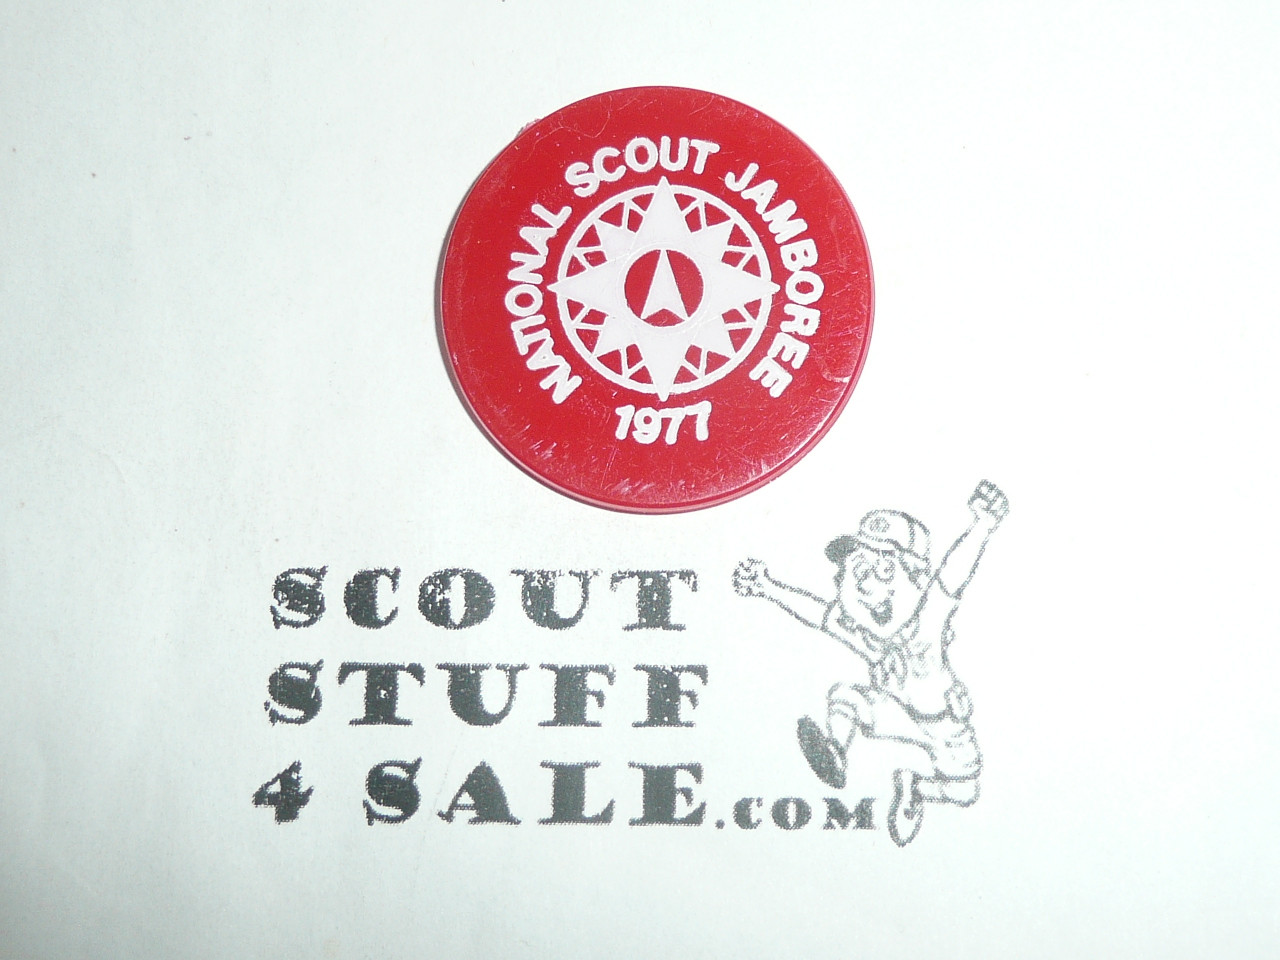 NATIONAL SCOUT JAMBOREE
1977
SCOUT
STUFF
4 SALE.COM